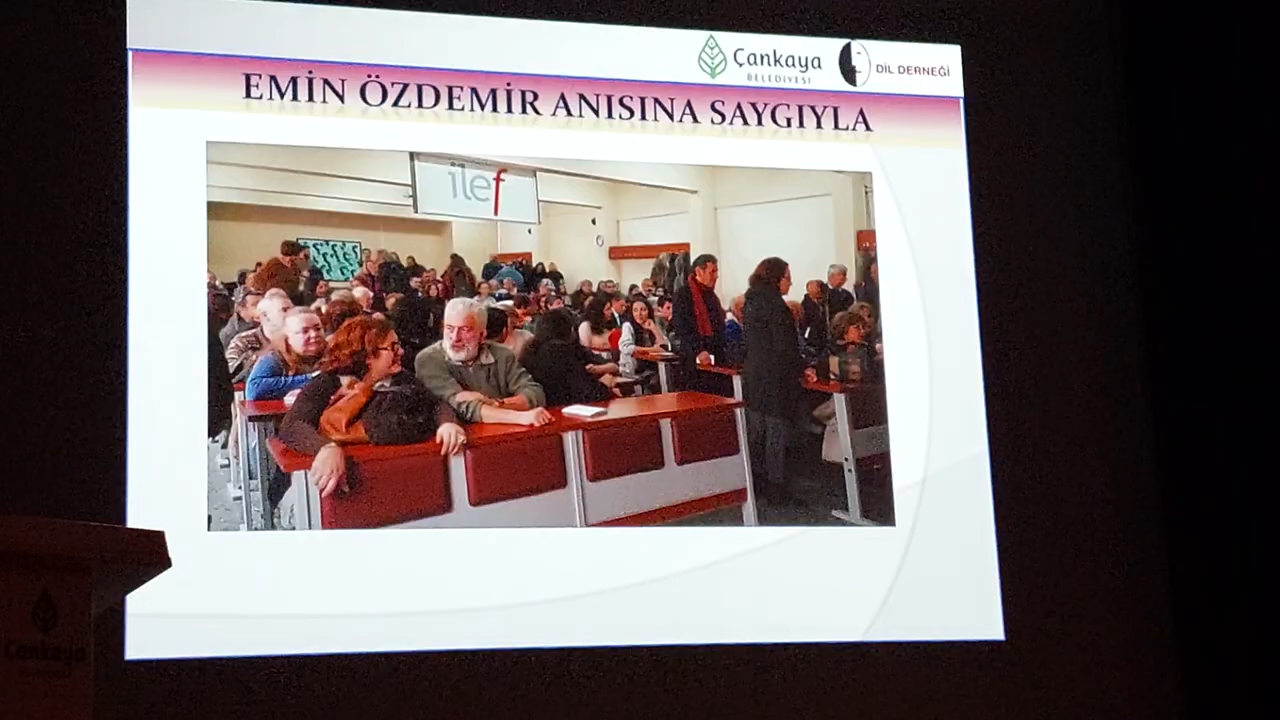 Çankaya
BELEDİYESİ
DİL DERNEĞİ
EMİN ÖZDEMİR ANISINA SAYGIYLA
ilef
Çankaya